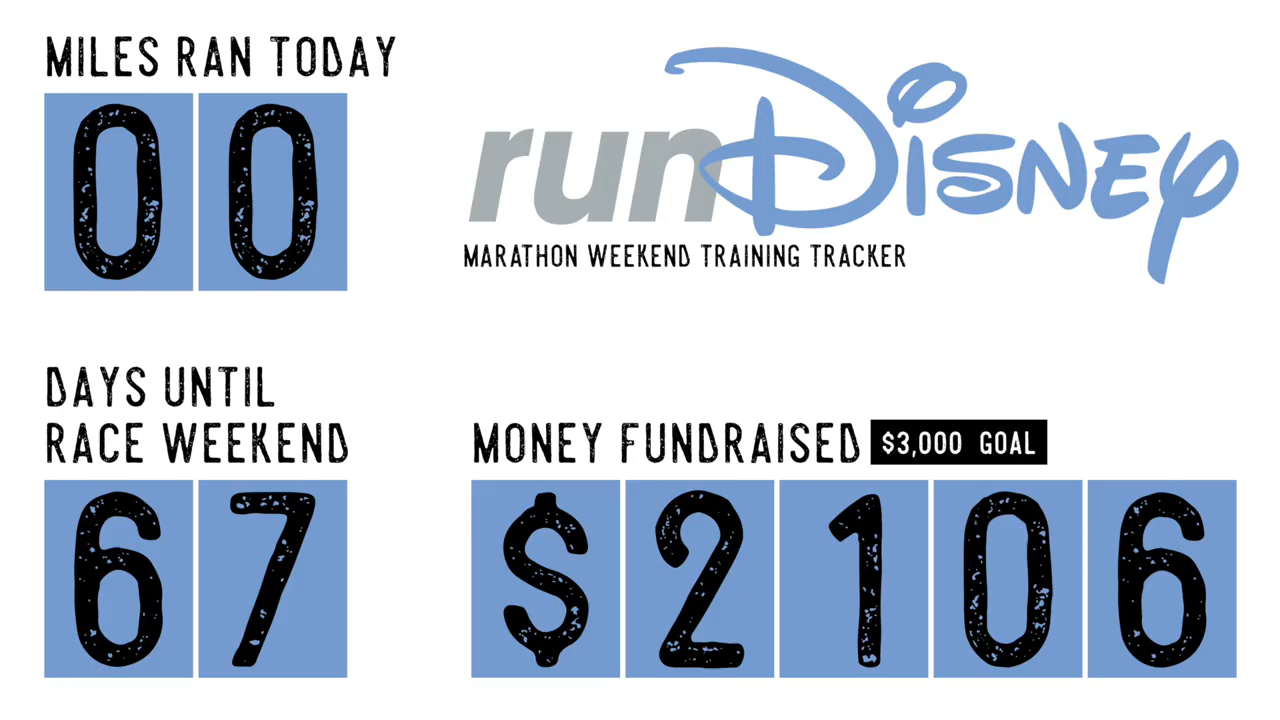 MILES RAN TODAY
00
runDisney
MARATHON WEEKEND TRAINING TRACKER
DAYS UNTIL
RACE WEEKEND
67
MONEY FUNDRAISED $3,000 GOAL
$2106